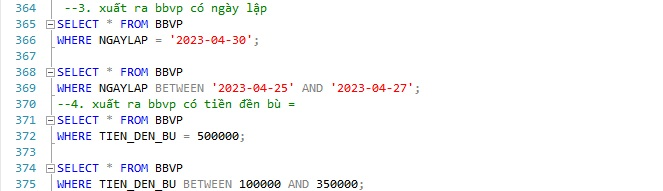 364 --3. xuất ra bbvp có ngày lập
365 SELECT * FROM BBVP
366 WHERE NGAYLAP = '2023-04-30';
367
368 SELECT * FROM BBVP
369 WHERE NGAYLAP BETWEEN '2023-04-25' AND '2023-04-27';
370 --4. xuất ra bbvp có tiền đền bù =
371 SELECT * FROM BBVP
372 WHERE TIEN_DEN_BU = 500000;
373
374 SELECT * FROM BBVP
375 WHERE TIEN_DEN_BU BETWEEN 100000 AND 350000;